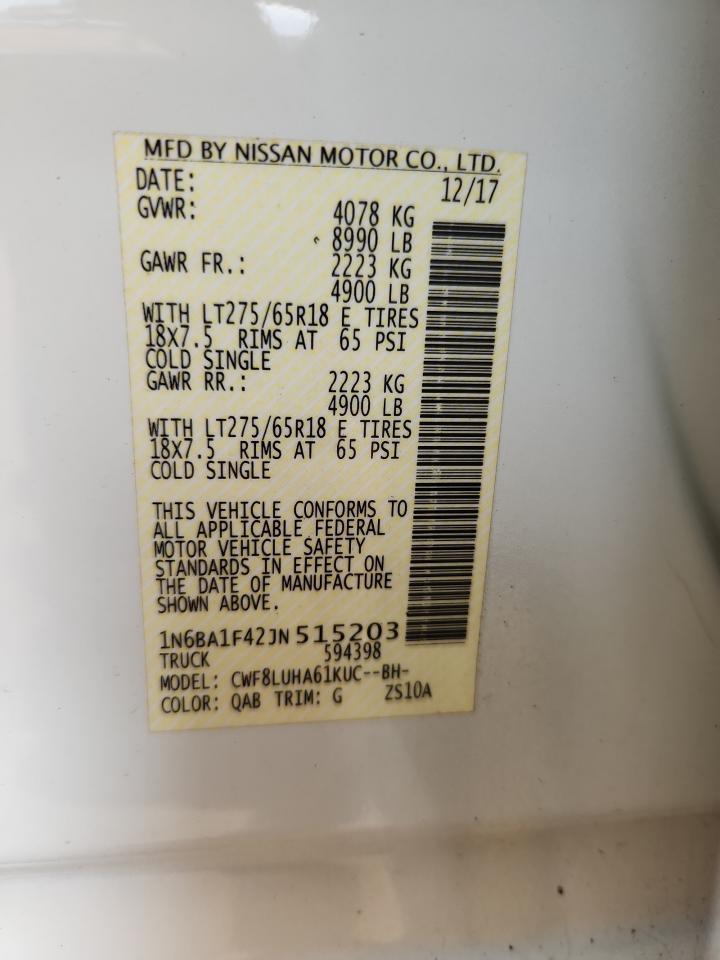 MFD BY NISSAN MOTOR CO., LTD.
DATE: 12/17
GVWR: 4078 KG
8990 LB
GAWR FR.: 2223 KG
4900 LB
WITH LT275/65R18 E TIRES
18X7.5 RIMS AT 65 PSI
COLD SINGLE
GAWR RR.: 2223 KG
4900 LB
WITH LT275/65R18 E TIRES
18X7.5 RIMS AT 65 PSI
COLD SINGLE
THIS VEHICLE CONFORMS TO
ALL APPLICABLE FEDERAL
MOTOR VEHICLE SAFETY
STANDARDS IN EFFECT ON
THE DATE OF MANUFACTURE
SHOWN ABOVE.
1N6BA1F42JN 515203
TRUCK 594398
MODEL: CWF8LUHA61KUC--BH-
COLOR: QAB TRIM: G ZS10A